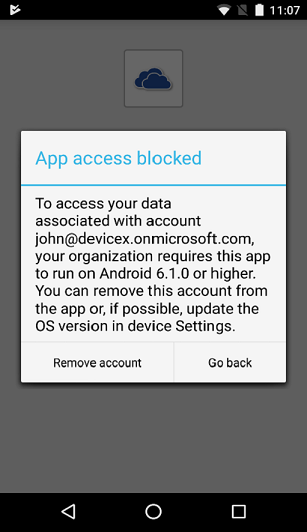 11:07
App access blocked
To access your data
associated with account
john@devicex.onmicrosoft.com,
your organization requires this app
to run on Android 6.1.0 or higher.
You can remove this account from
the app or, if possible, update the
OS version in device Settings.
Remove account Go back